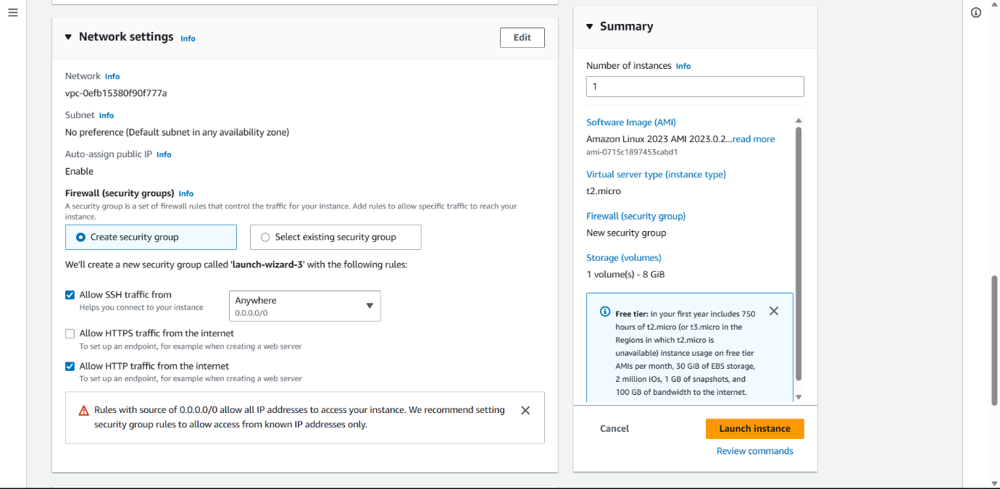 Network settings Info
Edit
Network Info
vpc-0efb15380f90f777a
Subnet Info
No preference (Default subnet in any availability zone)
Auto-assign public IP Info
Enable
Firewall (security groups) Info
A security group is a set of firewall rules that control the traffic for your instance. Add rules to allow specific traffic to reach your
instance.
Create security group
Select existing security group
We'll create a new security group called 'launch-wizard-3' with the following rules:
Allow SSH traffic from
Helps you connect to your instance
Anywhere
0.0.0.0/0
Allow HTTPS traffic from the internet
To set up an endpoint, for example when creating a web server
Allow HTTP traffic from the internet
To set up an endpoint, for example when creating a web server
Rules with source of 0.0.0.0/0 allow all IP addresses to access your instance. We recommend setting
security group rules to allow access from known IP addresses only.
Summary
Number of instances Info
1
Software Image (AMI)
Amazon Linux 2023 AMI 2023.0.2...read more
ami-0715c1897453cabd1
Virtual server type (instance type)
t2.micro
Firewall (security group)
New security group
Storage (volumes)
1 volume(s) - 8 GiB
Free tier: In your first year includes 750
hours of t2.micro (or t3.micro in the
Regions in which t2.micro is
unavailable) instance usage on free tier
AMIs per month, 30 GiB of EBS storage,
2 million IOs, 1 GB of snapshots, and
100 GB of bandwidth to the internet.
Cancel
Launch instance
Review commands